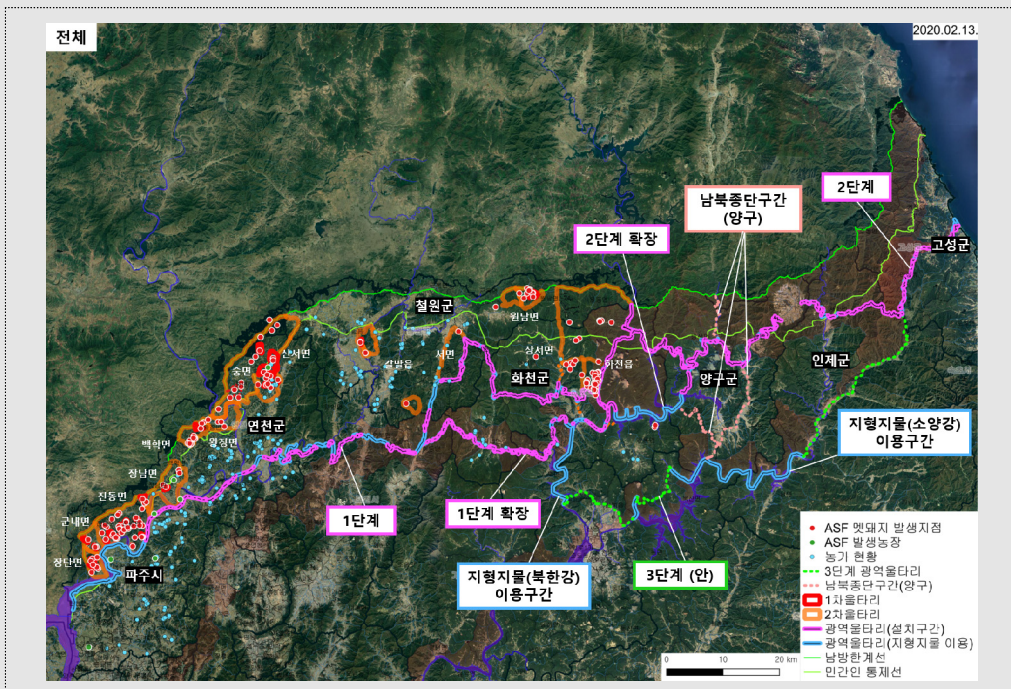 전체
2020.02.13.
2단계
남북종단구간
(양구)
2단계 확장
고성군
철원군
원남면
신서면
갈말읍
서면
상서면
화천읍
인제군
중면
화천군
양구군
연천군
지형지물(소양강)
이용구간
백학면
왕징면
장남면
진동면
군내면
1단계
1단계 확장
장단면
파주시
지형지물(북한강)
이용구간
3단계 (안)
ASF 멧돼지 발생지점
ASF 발생농장
농가 현황
3단계 광역울타리
남북종단구간(양구)
1차울타리
2차울타리
광역울타리(설치구간)
광역울타리(지형지물 이용)
남방한계선
민간인 통제선
0 10 20 km